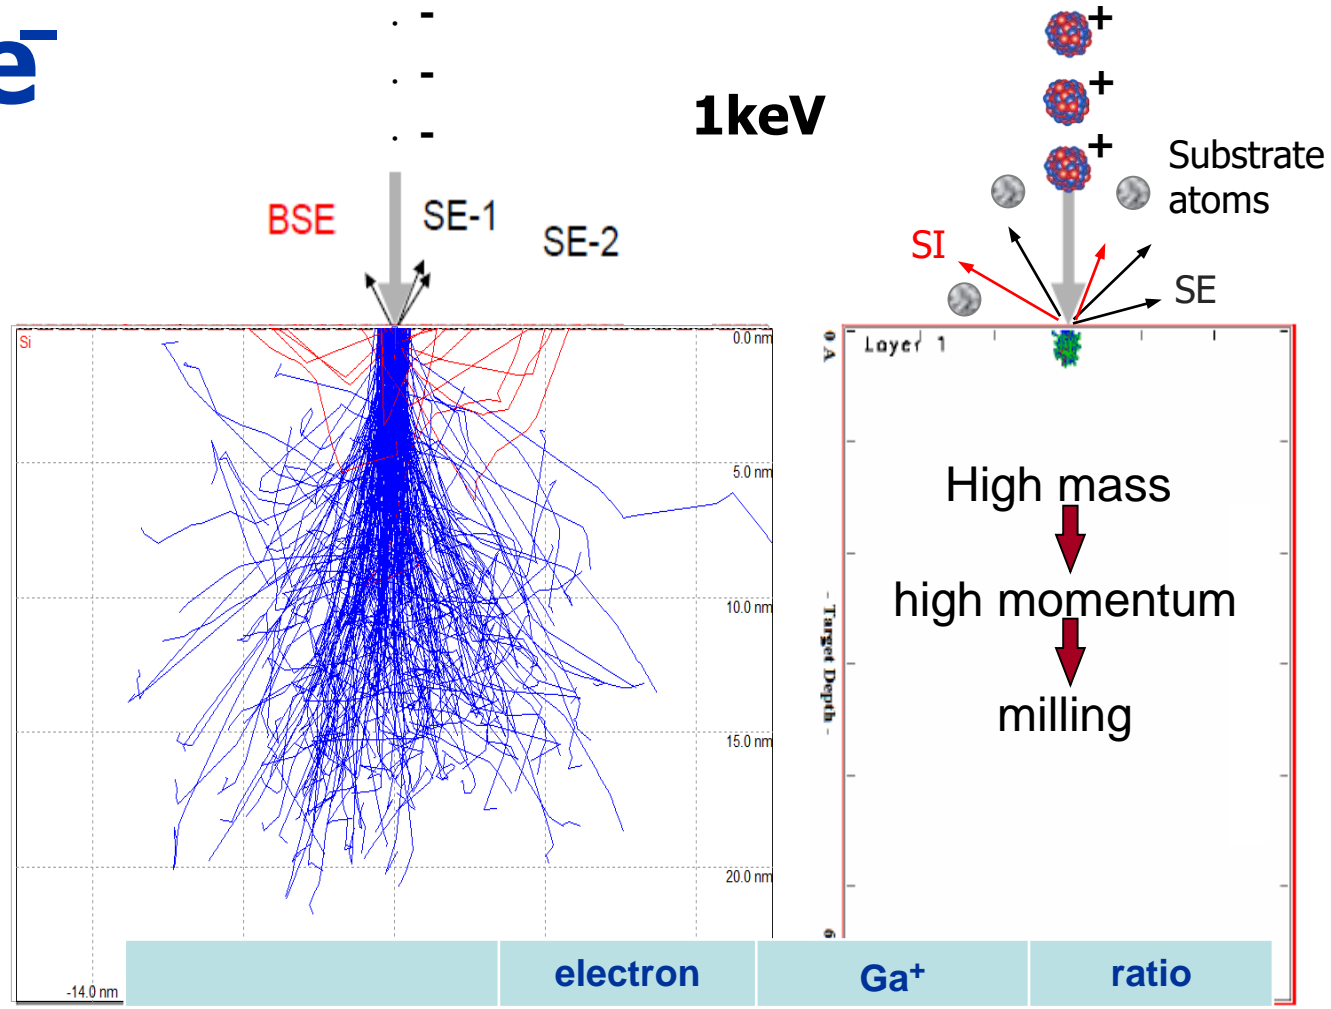 e-
-
-
-
1keV
+
+
+
Substrate
atoms
BSE
SE-1
SE-2
SI
SE
Si
0.0 nm
5.0 nm
10.0 nm
15.0 nm
20.0 nm
-14.0 nm
0 A
Layer 1
- Target Depth -
High mass
high momentum
milling
electron
Ga+
ratio